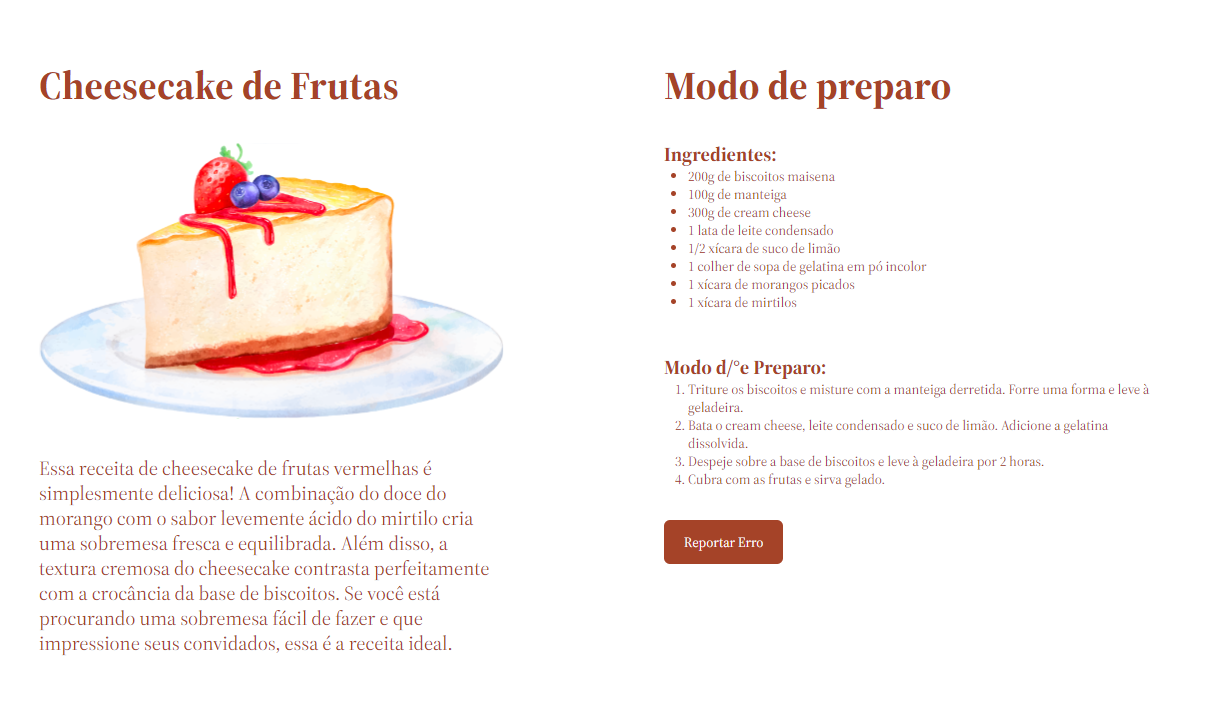 Cheesecake de Frutas
Essa receita de cheesecake de frutas vermelhas é
simplesmente deliciosa! A combinação do doce do
morango com o sabor levemente ácido do mirtilo cria
uma sobremesa fresca e equilibrada. Além disso, a
textura cremosa do cheesecake contrasta perfeitamente
com a crocância da base de biscoitos. Se você está
procurando uma sobremesa fácil de fazer e que
impressione seus convidados, essa é a receita ideal.
Modo de preparo
Ingredientes:
• 200g de biscoitos maisena
• 100g de manteiga
• 300g de cream cheese
• 1 lata de leite condensado
• 1/2 xícara de suco de limão
• 1 colher de sopa de gelatina em pó incolor
• 1 xícara de morangos picados
• 1 xícara de mirtilos
Modo d/°e Preparo:
1. Triture os biscoitos e misture com a manteiga derretida. Forre uma forma e leve à
geladeira.
2. Bata o cream cheese, leite condensado e suco de limão. Adicione a gelatina
dissolvida.
3. Despeje sobre a base de biscoitos e leve à geladeira por 2 horas.
4. Cubra com as frutas e sirva gelado.
Reportar Erro